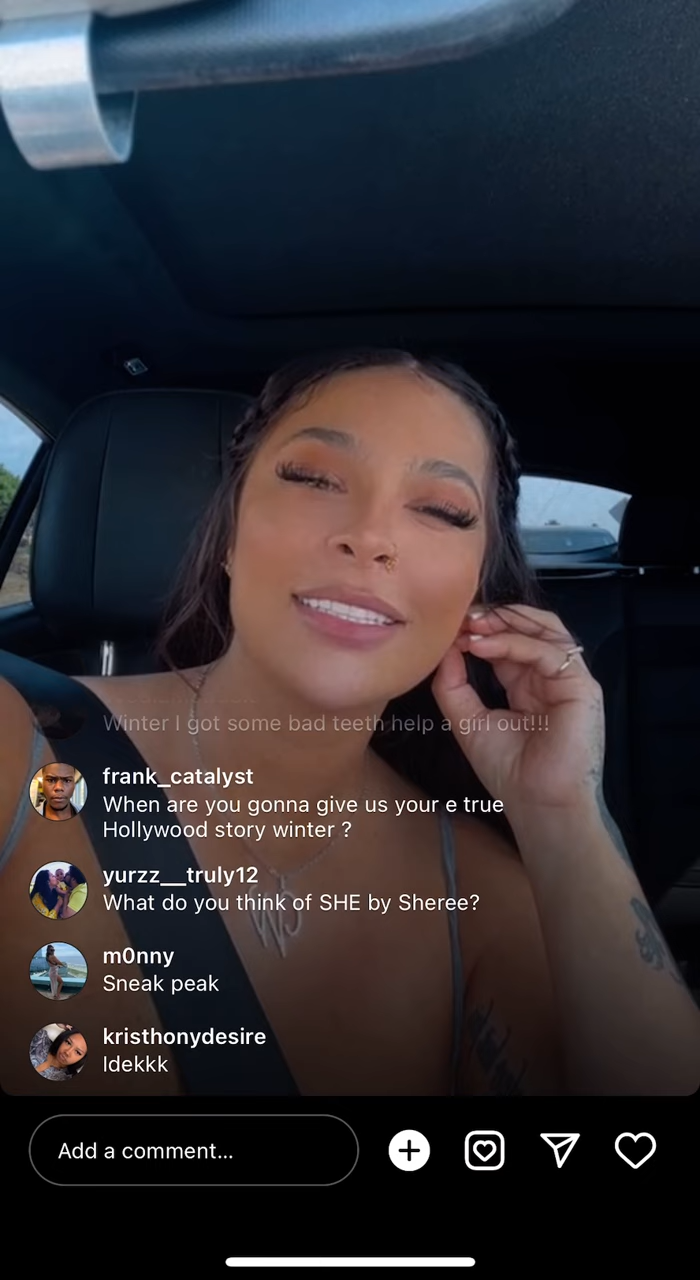 Winter I got some bad teeth help a girl out!!!
frank_catalyst
When are you gonna give us your e true
Hollywood story winter ?
yurzz__truly12
What do you think of SHE by Sheree?
m0nny
Sneak peak
kristhonydesire
Idekkk
Add a comment...